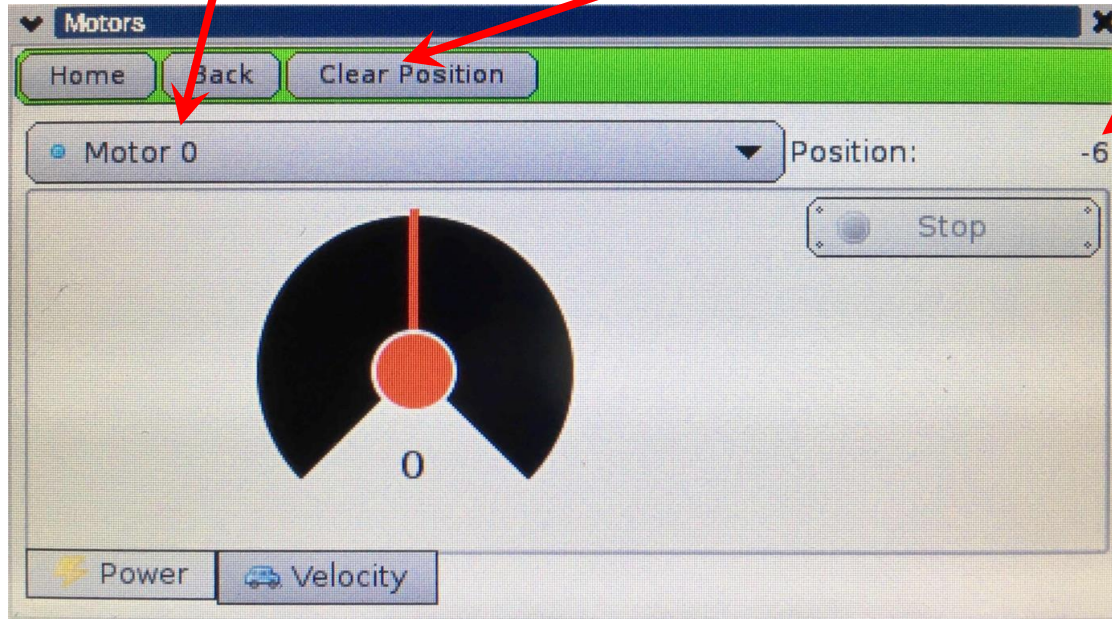 Motors
Home Back Clear Position
Motor 0 Position: -6
Stop
0
Power Velocity